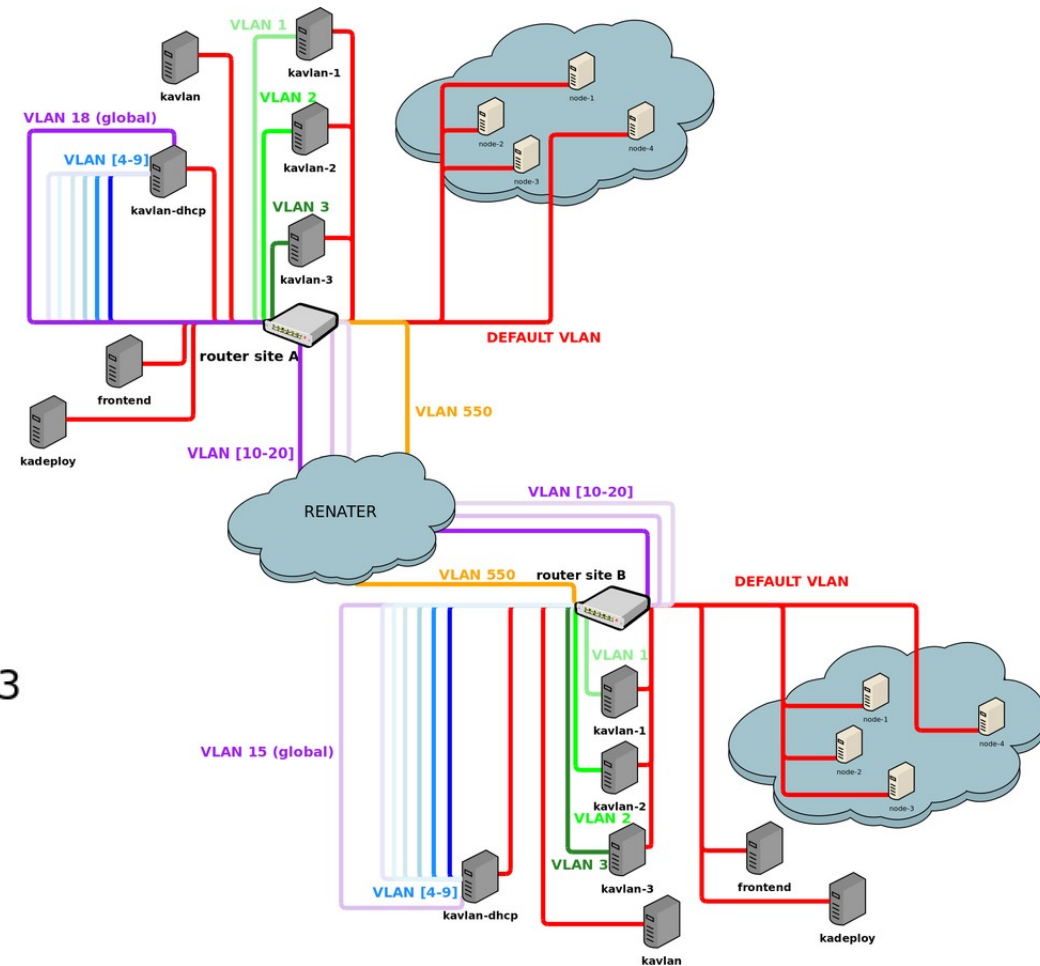 VLAN 1
kavlan-1
kavlan
VLAN 2
kavlan-2
VLAN 18 (global)
VLAN [4-9]
kavlan-dhcp
VLAN 3
kavlan-3
node-1
node-2
node-3
node-4
DEFAULT VLAN
router site A
frontend
kadeploy
VLAN 550
VLAN [10-20]
RENATER
VLAN [10-20]
VLAN 550
router site B
DEFAULT VLAN
VLAN 1
kavlan-1
3
VLAN 15 (global)
kavlan-2
VLAN 2
VLAN 3
kavlan-3
VLAN [4-9]
kavlan-dhcp
kavlan
node-1
node-2
node-3
node-4
frontend
kadeploy